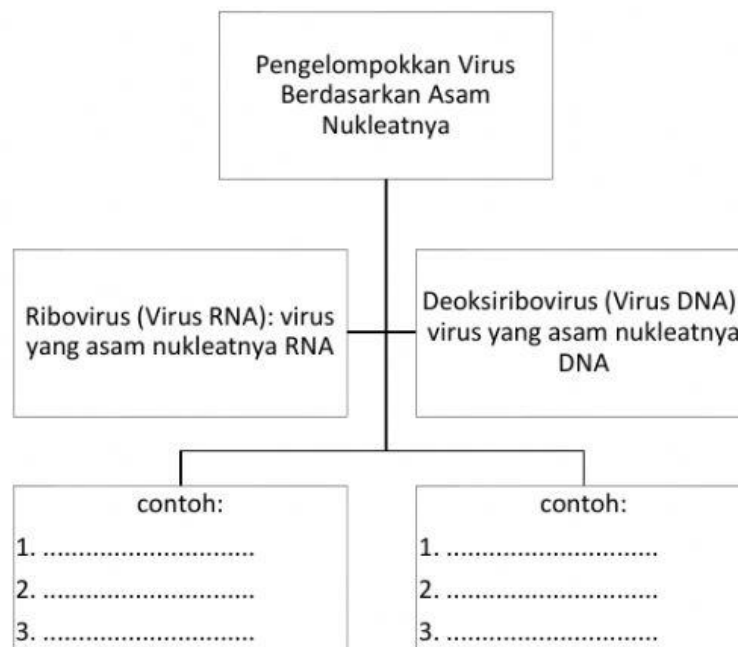 Pengelompokkan Virus
Berdasarkan Asam
Nukleatnya
Ribovirus (Virus RNA): virus
yang asam nukleatnya RNA
Deoksiribovirus (Virus DNA)
virus yang asam nukleatnya
DNA
contoh:
1. ..............................
2. ..............................
3. ..............................
contoh:
1. ..............................
2. ..............................
3. ..............................